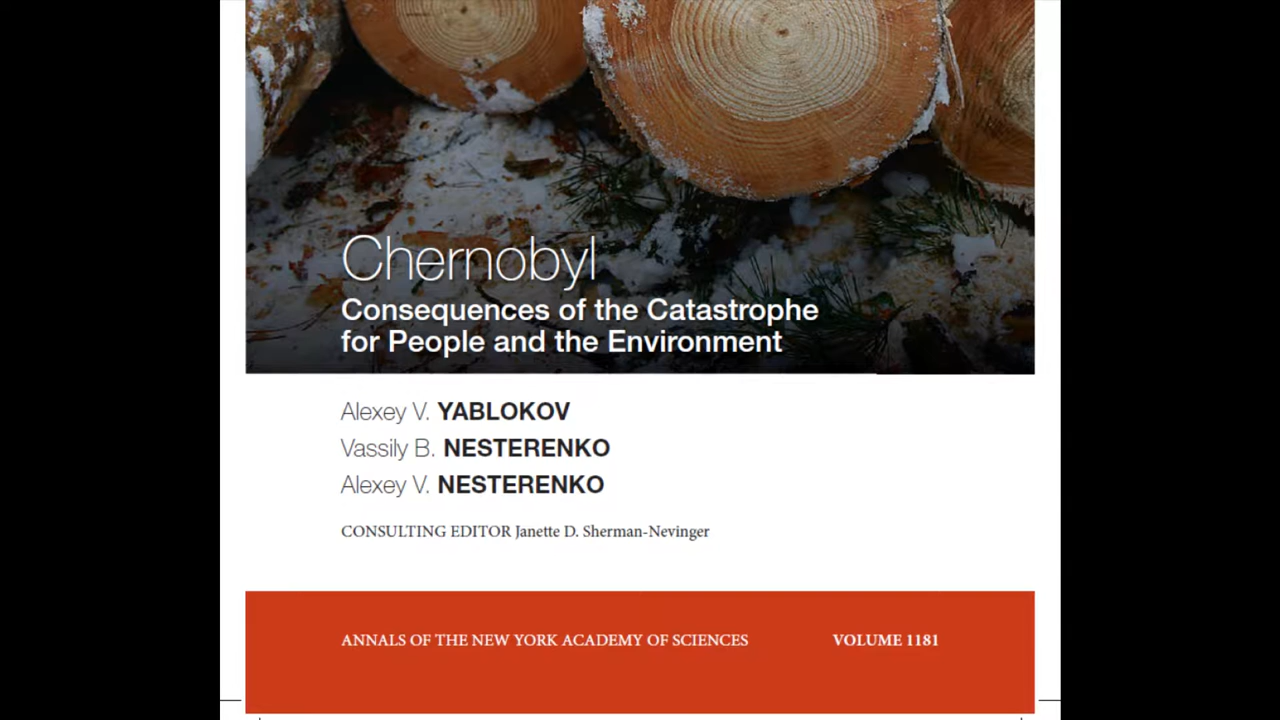 Chernobyl
Consequences of the Catastrophe
for People and the Environment
Alexey V. YABLOKOV
Vassily B. NESTERENKO
Alexey V. NESTERENKO
CONSULTING EDITOR Janette D. Sherman-Nevinger
ANNALS OF THE NEW YORK ACADEMY OF SCIENCES VOLUME 1181